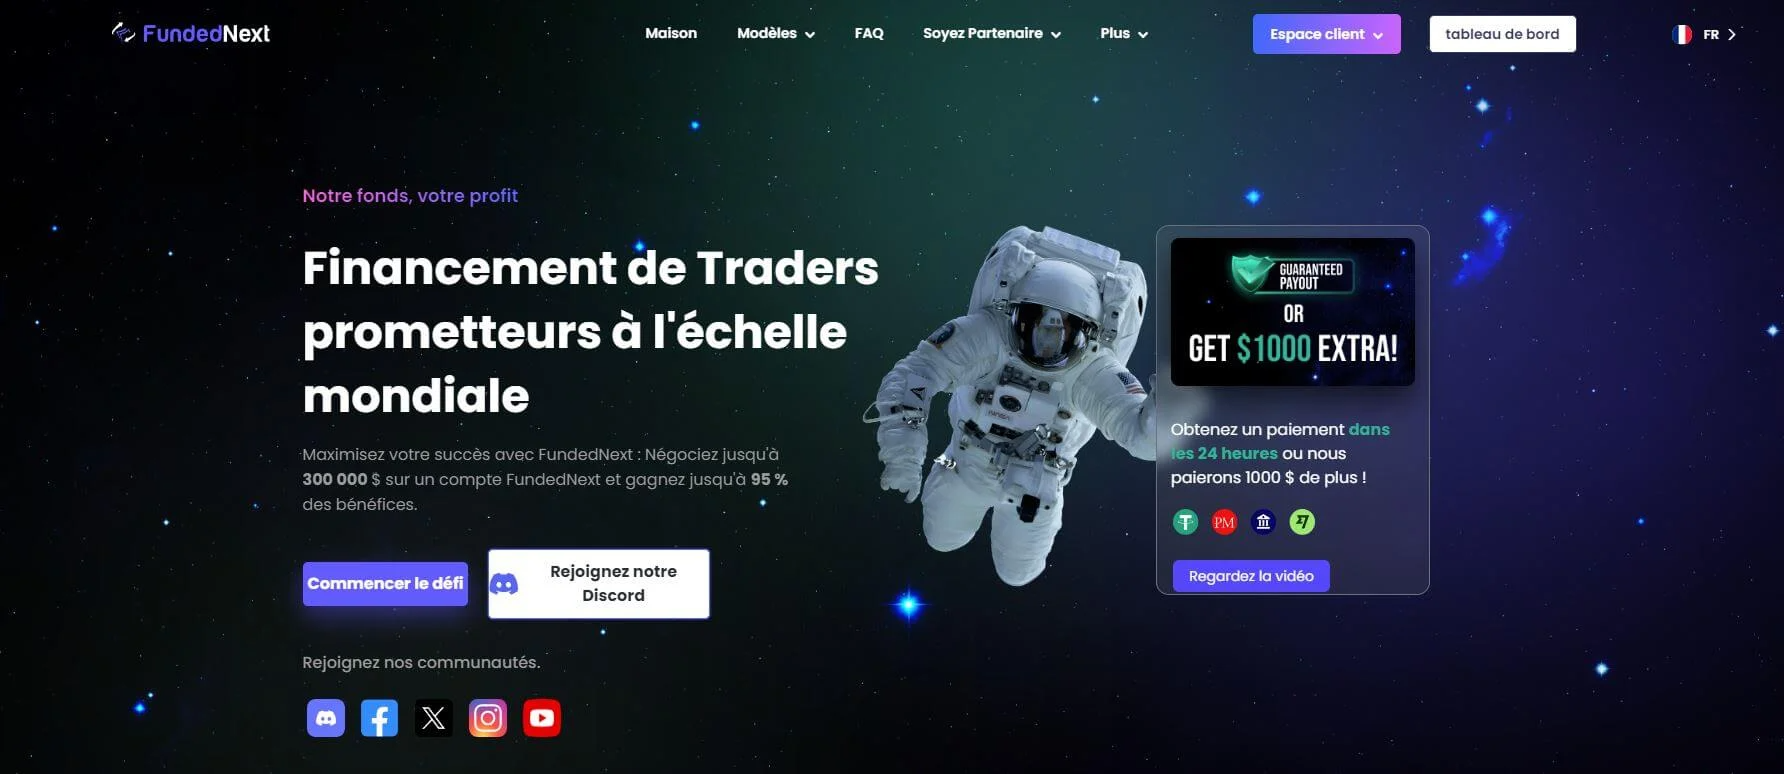 FundedNext
Maison
Modèles
FAQ
Soyez Partenaire
Plus
Espace client
tableau de bord
FR
Notre fonds, votre profit
Financement de Traders
prometteurs à l'échelle
mondiale
Maximisez votre succès avec FundedNext : Négociez jusqu'à
300 000 $ sur un compte FundedNext et gagnez jusqu'à 95 %
des bénéfices.
Commencer le défi
Rejoignez notre
Discord
Rejoignez nos communautés.
GUARANTEED
PAYOUT
OR
GET $1000 EXTRA!
Obtenez un paiement dans
les 24 heures ou nous
paierons 1000 $ de plus !
PM
Regardez la vidéo